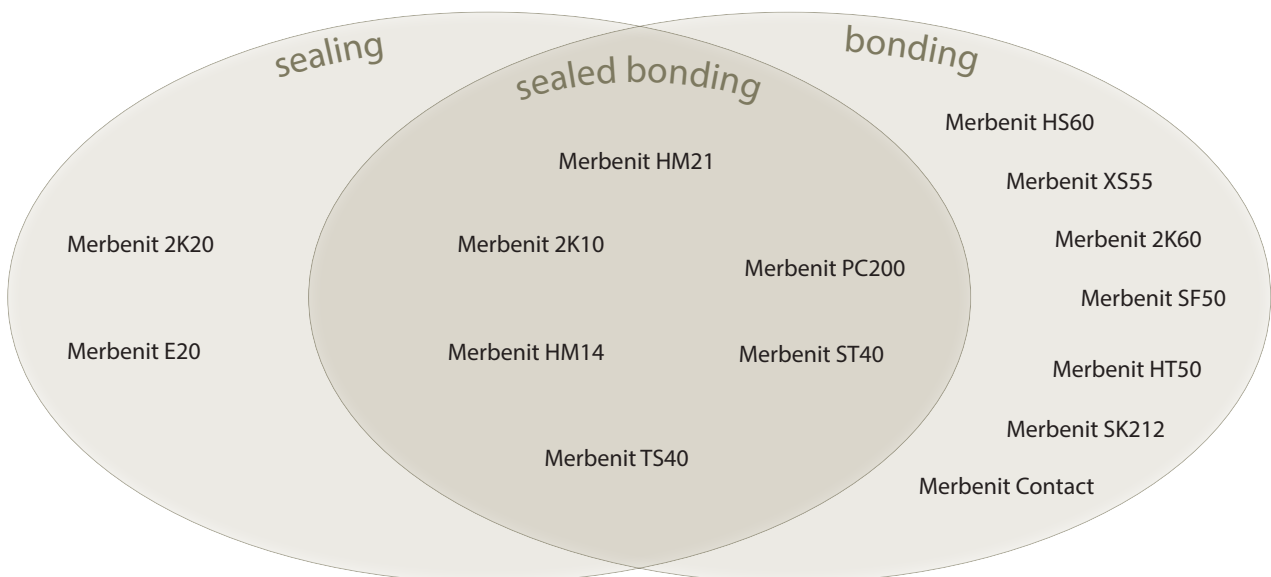 sealing
sealed bonding
bonding
Merbenit HS60
Merbenit HM21
Merbenit XS55
Merbenit 2K20
Merbenit 2K10
Merbenit 2K60
Merbenit PC200
Merbenit SF50
Merbenit E20
Merbenit HM14
Merbenit ST40
Merbenit HT50
Merbenit SK212
Merbenit TS40
Merbenit Contact